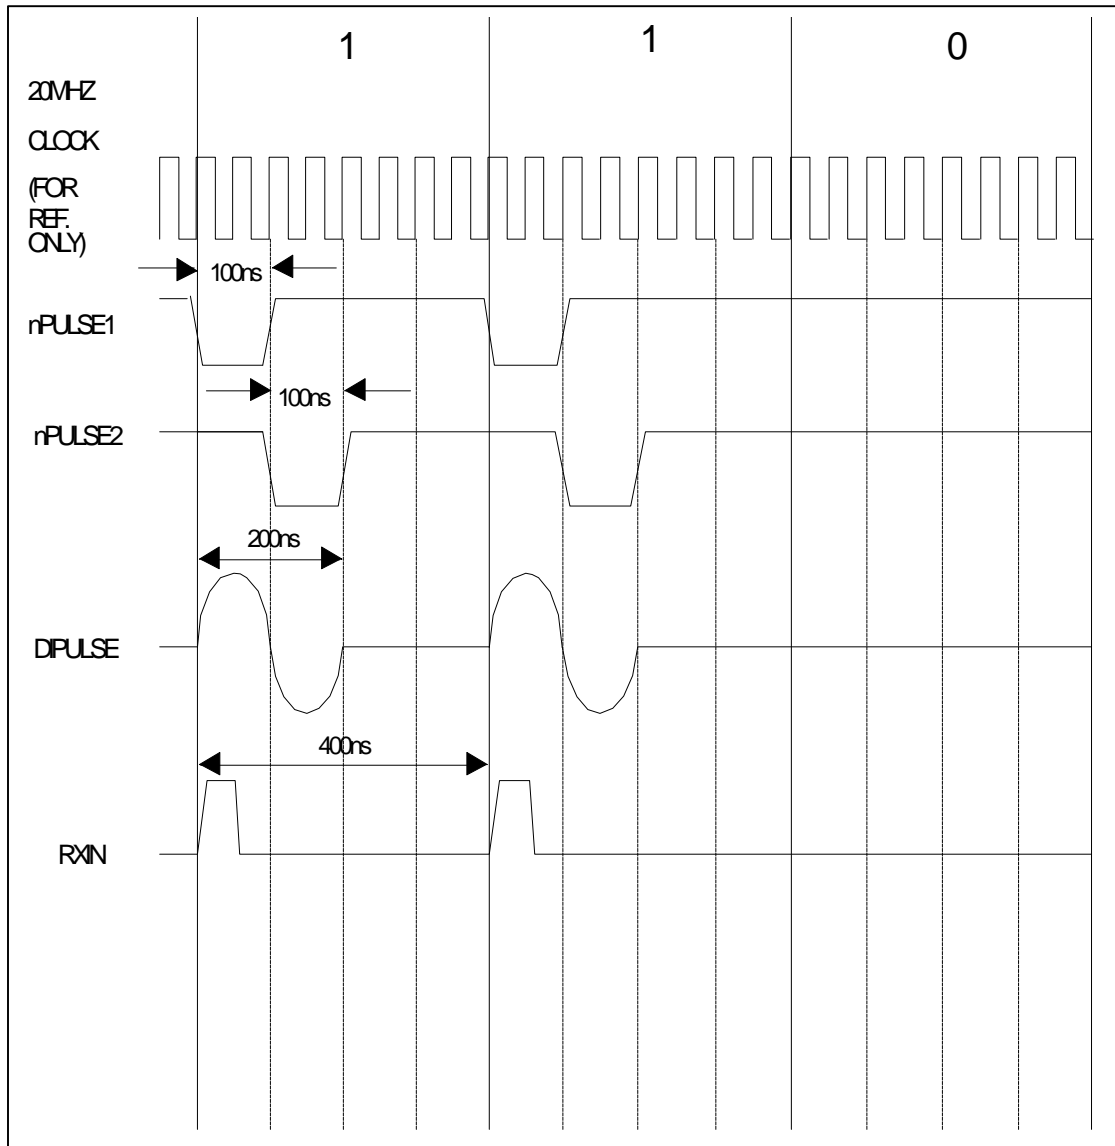 1 1 0
20MHZ
CLOCK
(FOR
REF.
ONLY)
100ns
nPULSE1
100ns
nPULSE2
200ns
DIPULSE
400ns
RXIN